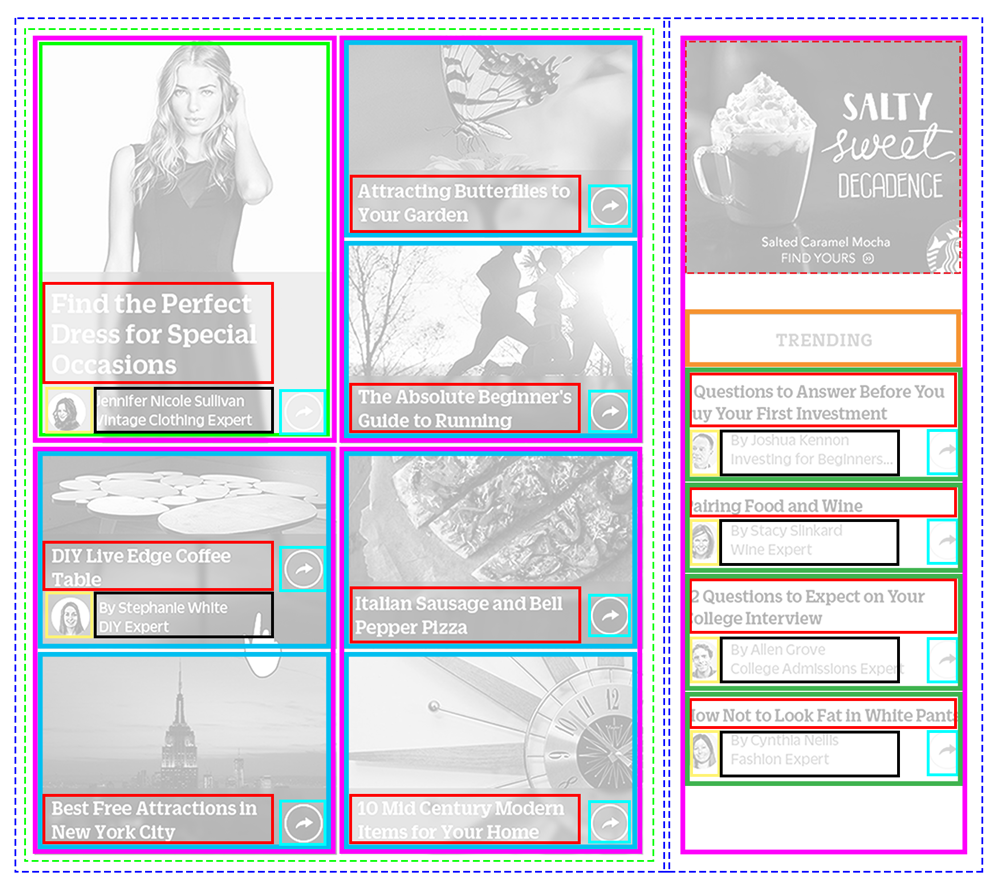 Find the Perfect
Dress for Special
Occasions
Jennifer Nicole Sullivan
Vintage Clothing Expert
Attracting Butterflies to
Your Garden
The Absolute Beginner's
Guide to Running
DIY Live Edge Coffee
Table
By Stephanie White
DIY Expert
Italian Sausage and Bell
Pepper Pizza
Best Free Attractions in
New York City
10 Mid Century Modern
Items for Your Home
SALTY
sweet
DECADENCE
Salted Caramel Mocha
FIND YOURS
TRENDING
Questions to Answer Before You
uy Your First Investment
By Joshua Kennon
Investing for Beginners...
airing Food and Wine
By Stacy Slinkard
Wine Expert
2 Questions to Expect on Your
ollege Interview
By Allen Grove
College Admissions Expert
How Not to Look Fat in White Pants
By Cynthia Nellis
Fashion Expert